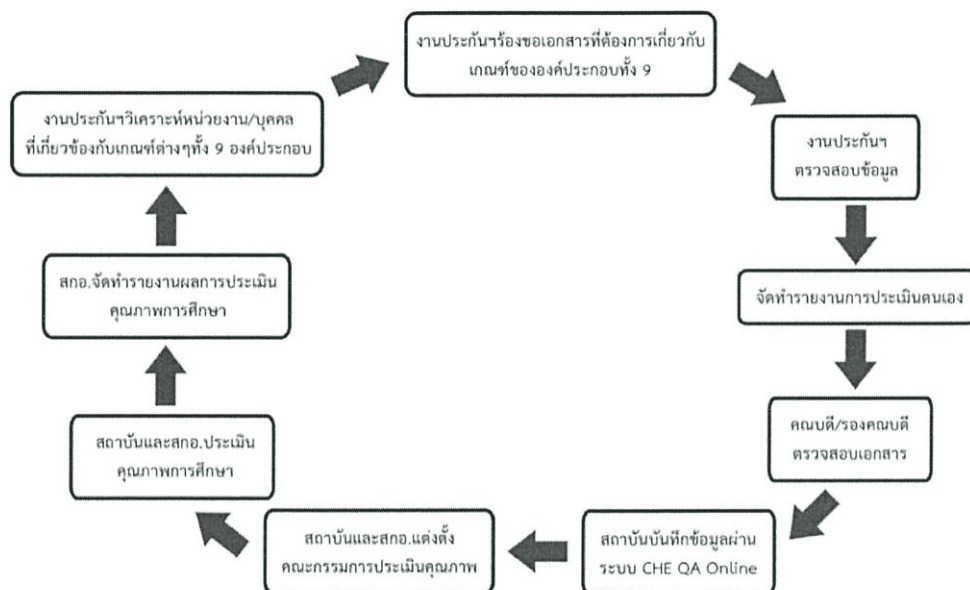 งานประกันฯร้องขอเอกสารที่ต้องการเกี่ยวกับ
เกณฑ์ขององค์ประกอบทั้ง 9
งานประกันฯ
ตรวจสอบข้อมูล
จัดทำรายงานการประเมินตนเอง
คณบดี/รองคณบดี
ตรวจสอบเอกสาร
สถาบันบันทึกข้อมูลผ่าน
ระบบ CHE QA Online
สถาบันและสกอ.แต่งตั้ง
คณะกรรมการประเมินคุณภาพ
สถาบันและสกอ.ประเมิน
คุณภาพการศึกษา
สกอ.จัดทำรายงานผลการประเมิน
คุณภาพการศึกษา
งานประกันฯวิเคราะห์หน่วยงาน/บุคคล
ที่เกี่ยวข้องกับเกณฑ์ต่างๆทั้ง 9 องค์ประกอบ